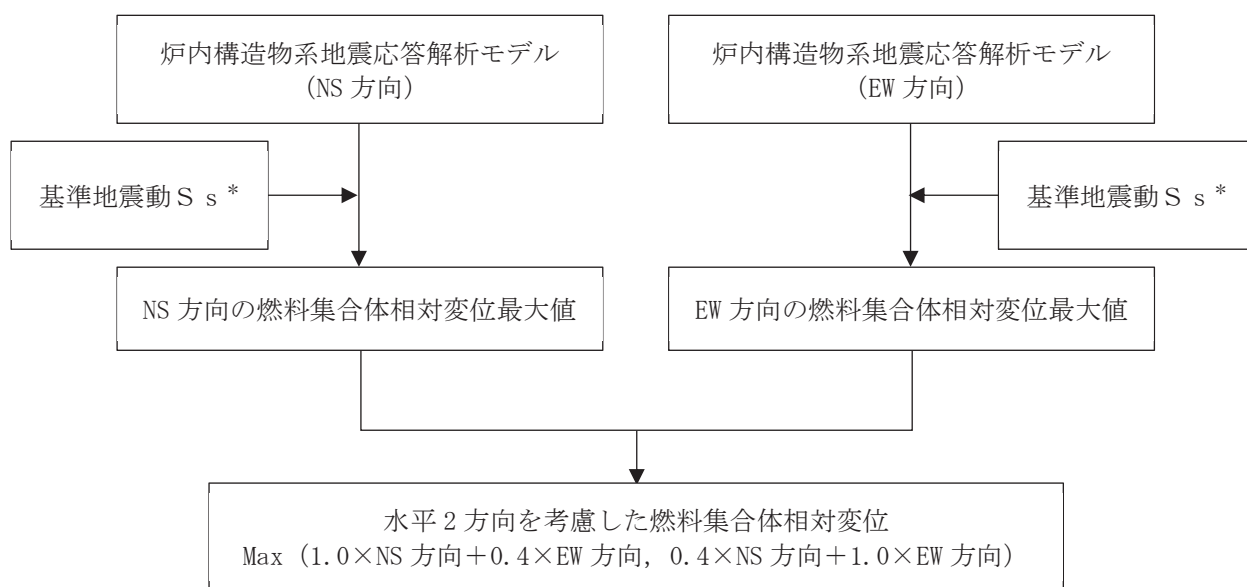 炉内構造物系地震応答解析モデル
(NS 方向)
炉内構造物系地震応答解析モデル
(EW 方向)
基準地震動Ｓｓ*
基準地震動Ｓｓ*
NS 方向の燃料集合体相対変位最大値
EW 方向の燃料集合体相対変位最大値
水平２方向を考慮した燃料集合体相対変位
Max（1.0×NS 方向＋0.4×EW 方向, 0.4×NS 方向＋1.0×EW 方向）